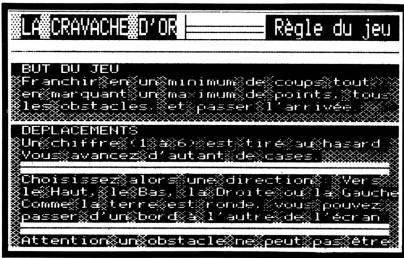 LA CRAVACHE D'OR Règle du jeu
BUT DU JEU
Franchir en un minimum de coups tout
en marquant un maximum de points, tous
les obstacles, et passer l'arrivée.
DEPLACEMENTS
Un chiffre (1 à 6) est tiré au hasard
Vous avancez d'autant de cases.
Choisissez alors une direction: Vers
le Haut, le Bas, la Droite ou la Gauche
Comme la terre est ronde, vous pouvez
passer d'un bord à l'autre de l'écran
Attention un obstacle ne peut pas être